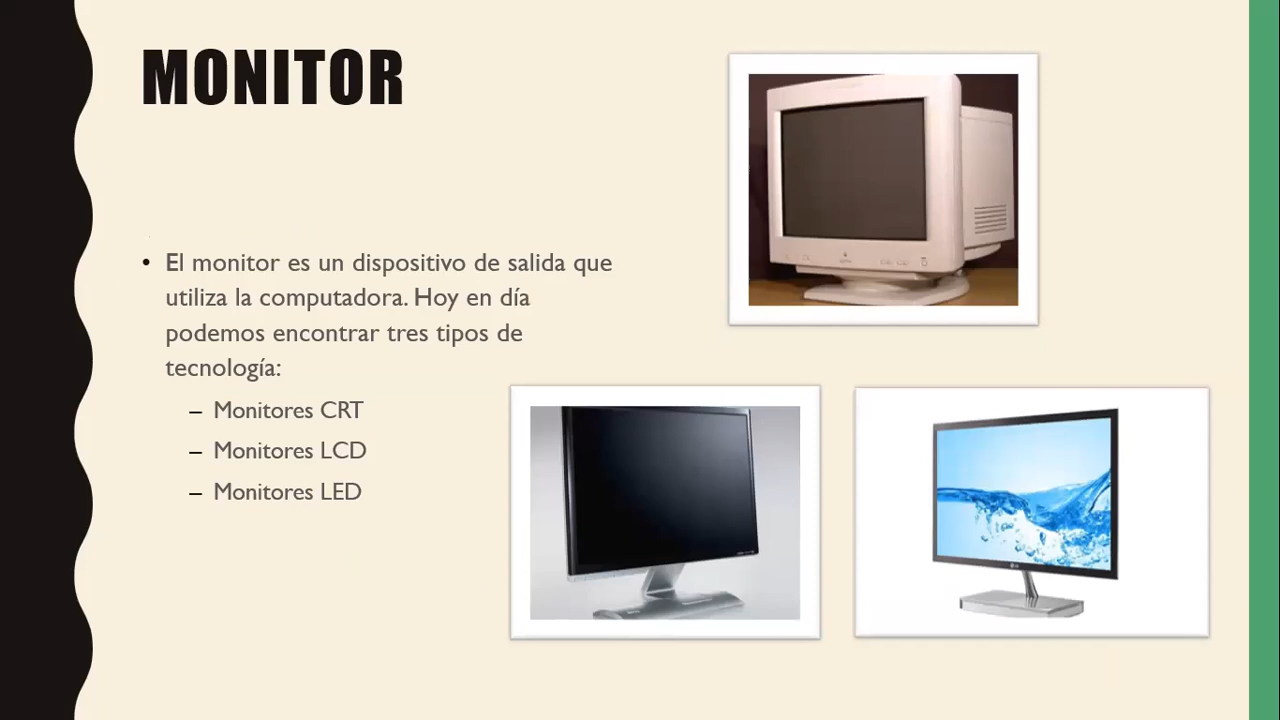 MONITOR
• El monitor es un dispositivo de salida que
utiliza la computadora. Hoy en día
podemos encontrar tres tipos de
tecnología:
– Monitores CRT
– Monitores LCD
– Monitores LED